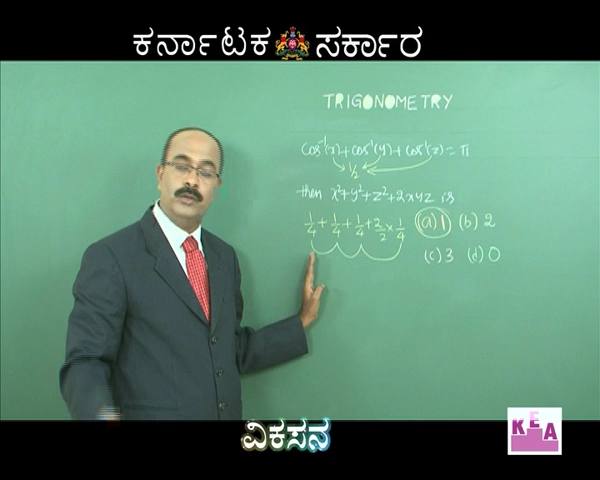 ಕರ್ನಾಟಕ ಸರ್ಕಾರ
TRIGONOMETRY
cos⁻¹(x) + cos⁻¹(y) + cos⁻¹(z) = π
1/2
then x²+y²+z²+2xyz is
1/4 + 1/4 + 1/4 + 2/2 × 1/4 (a) 1 (b) 2
(c) 3 (d) 0
ವಿಕಸನ
KEA